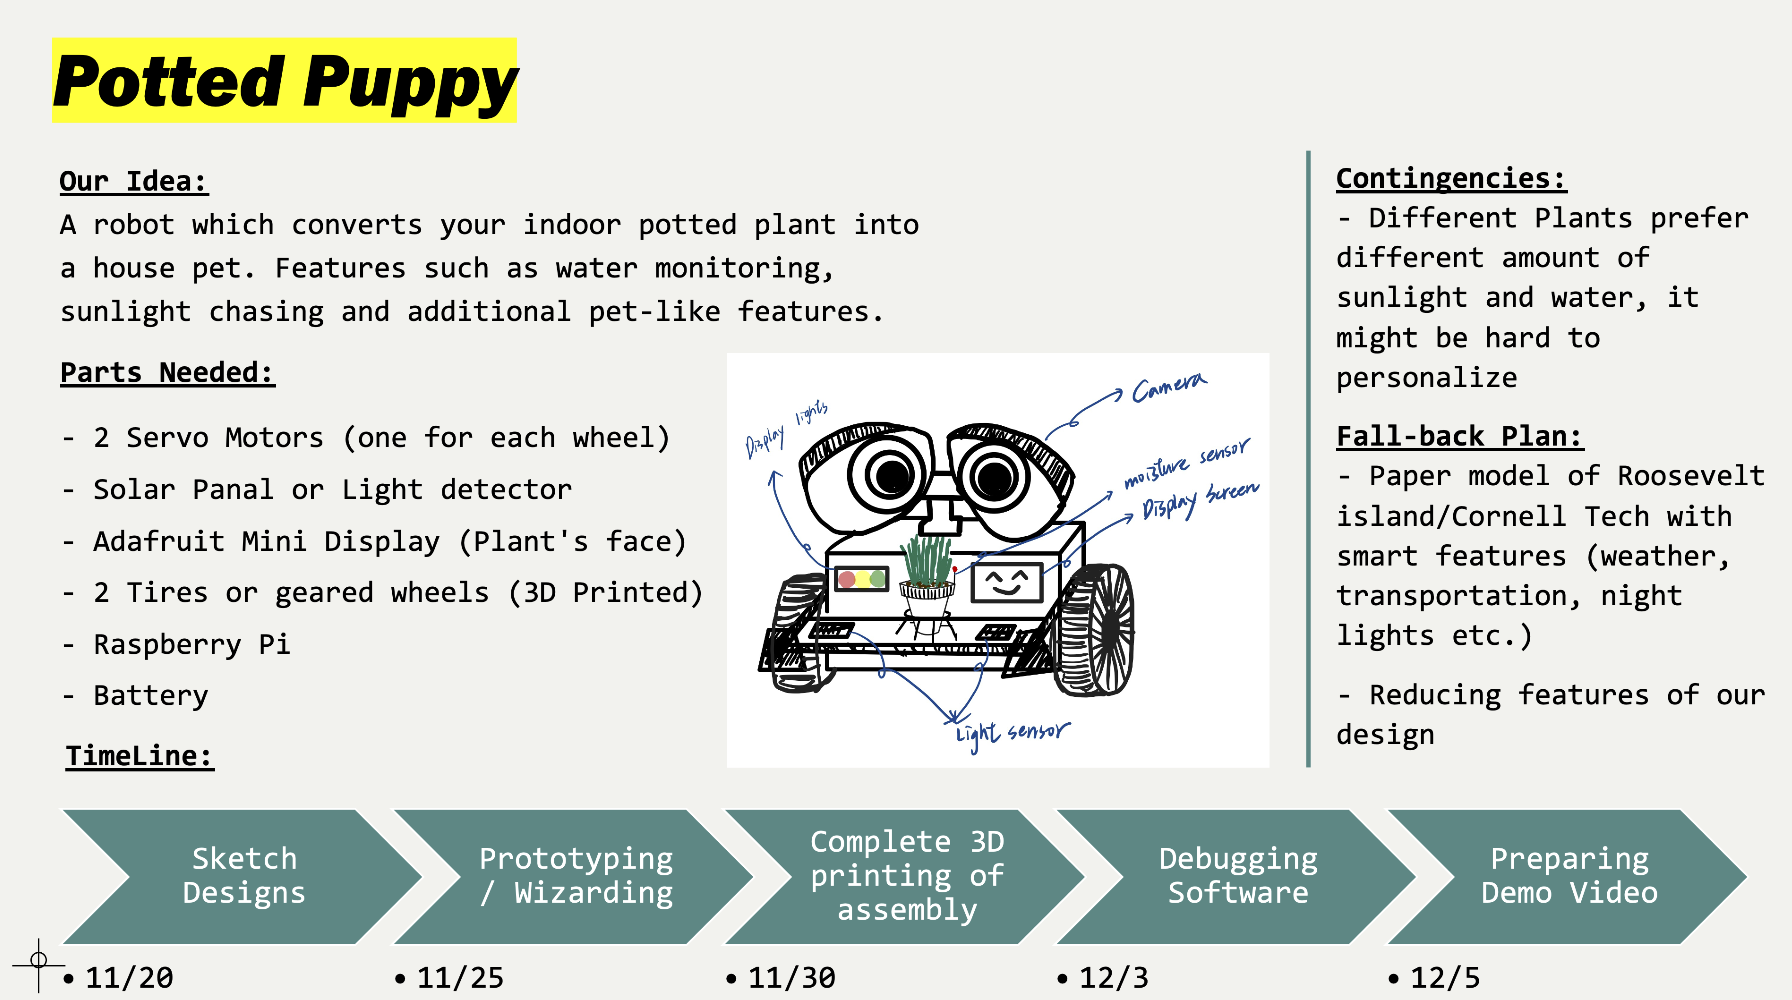 Potted Puppy
Our Idea:
A robot which converts your indoor potted plant into
a house pet. Features such as water monitoring,
sunlight chasing and additional pet-like features.
Parts Needed:
- 2 Servo Motors (one for each wheel)
- Solar Panal or Light detector
- Adafruit Mini Display (Plant's face)
- 2 Tires or geared wheels (3D Printed)
- Raspberry Pi
- Battery
Display lights
Camera
moisture sensor
Display Screen
Light sensor
Contingencies:
- Different Plants prefer
different amount of
sunlight and water, it
might be hard to
personalize
Fall-back Plan:
- Paper model of Roosevelt
island/Cornell Tech with
smart features (weather,
transportation, night
lights etc.)
- Reducing features of our
design
TimeLine:
Sketch
Designs
Prototyping
/ Wizarding
Complete 3D
printing of
assembly
Debugging
Software
Preparing
Demo Video
• 11/20
• 11/25
• 11/30
• 12/3
• 12/5